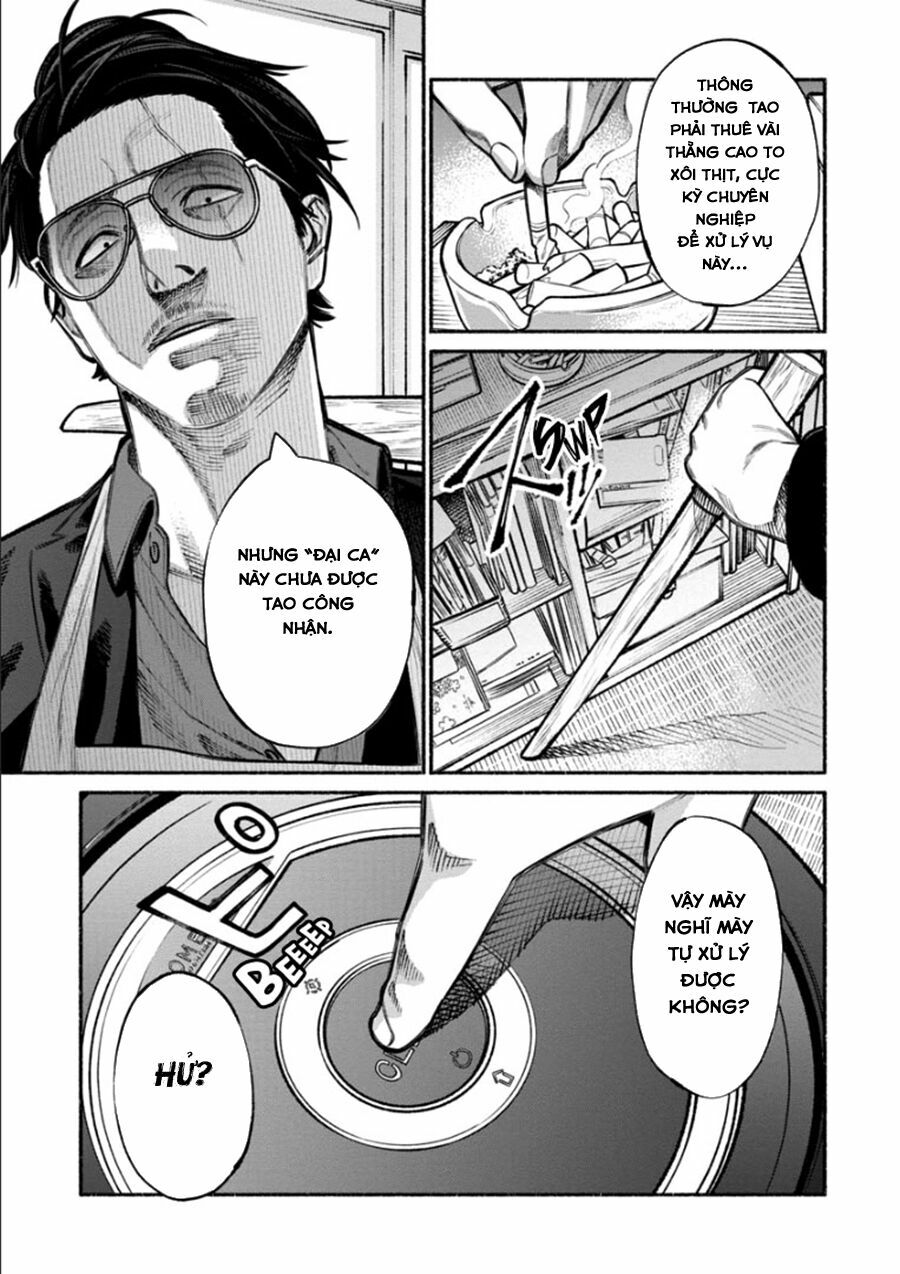 THÔNG
THƯỜNG TAO
PHẢI THUÊ VÀI
THẰNG CAO TO
XÔI THỊT, CỰC
KỲ CHUYÊN
NGHIỆP
ĐỂ XỬ LÝ VỤ
NÀY...
SWP
!!!
NHƯNG "ĐẠI CA"
NÀY CHƯA ĐƯỢC
TAO CÔNG
NHẬN.
BEEEEP
VẬY MÀY
NGHĨ MÀY
TỰ XỬ LÝ
ĐƯỢC
KHÔNG?
HỬ?